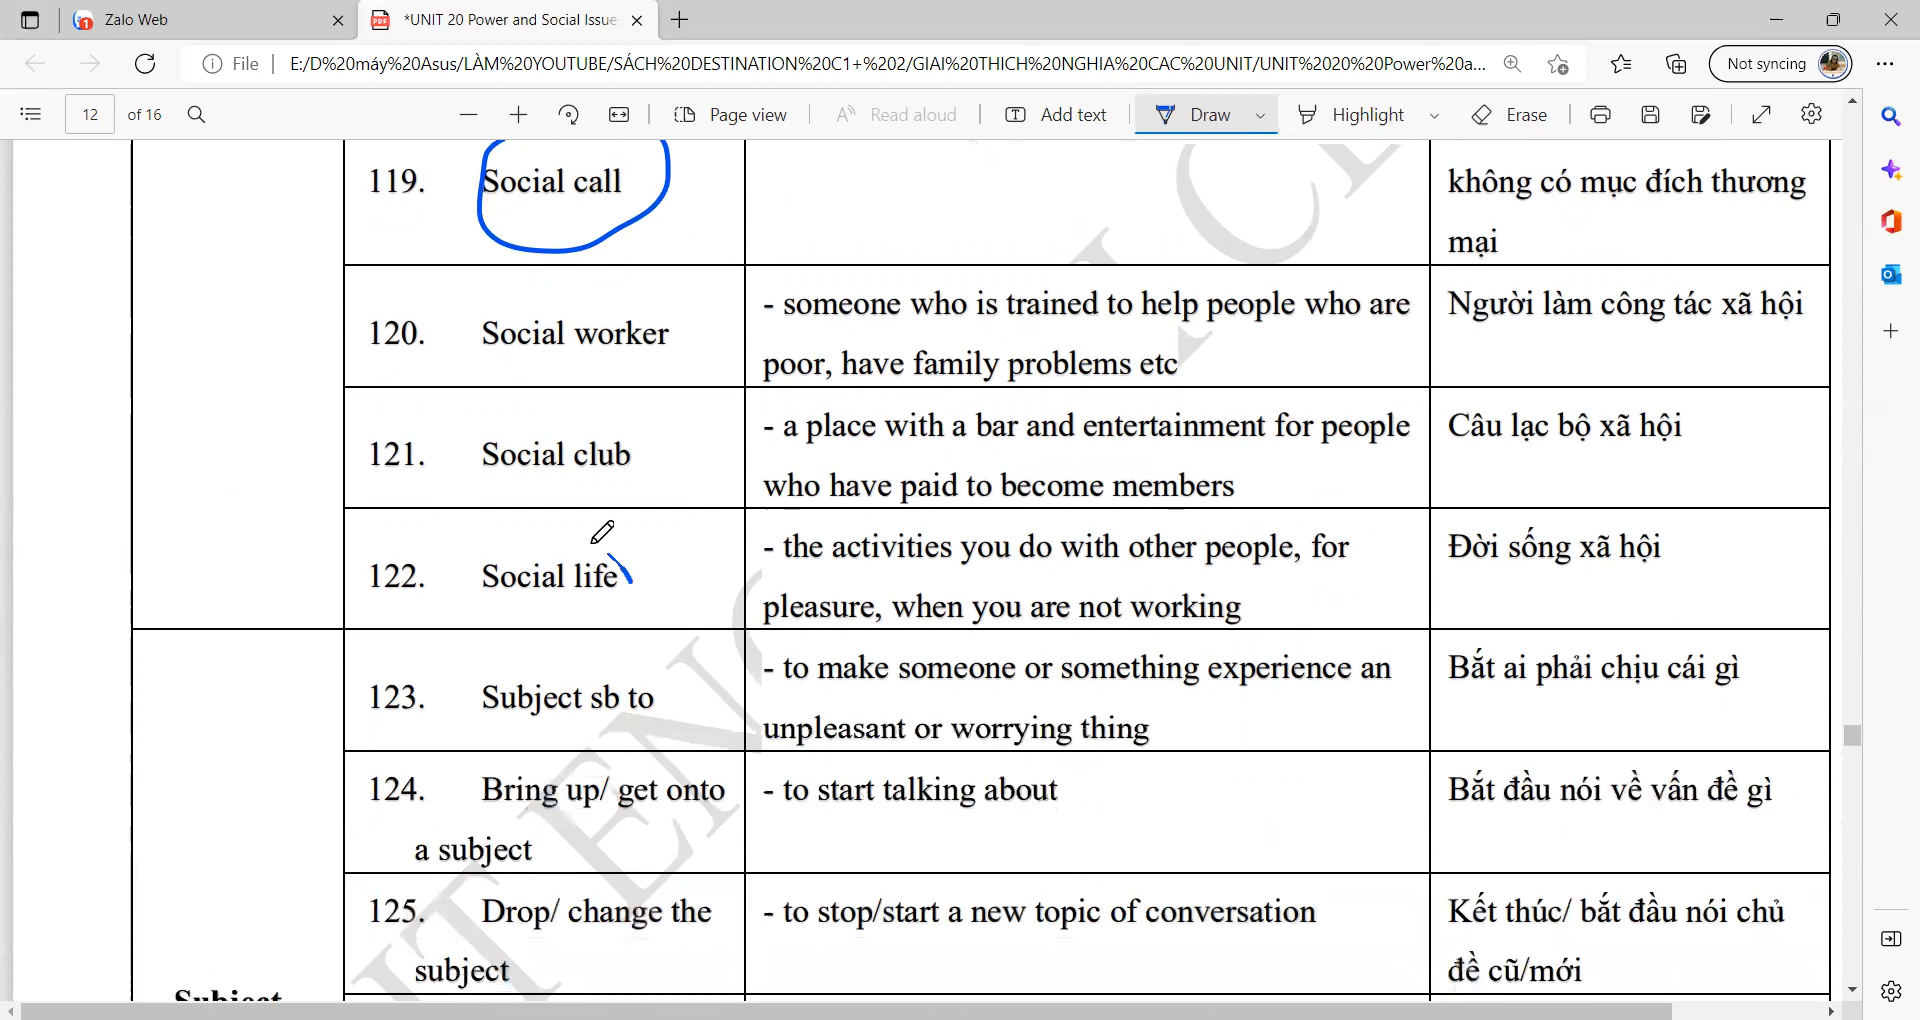 Zalo Web
*UNIT 20 Power and Social Issue
File
E:/D%20máy%20Asus/LÀM%20YOUTUBE/SÁCH%20DESTINATION%20C1+%202/GIAI%20THICH%20NGHIA%20CAC%20UNIT/UNIT%2020%20Power%20a...
Not syncing
12 of 16
Page view
Read aloud
Add text
Draw
Highlight
Erase
119. Social call
không có mục đích thương
mại
120. Social worker
- someone who is trained to help people who are
poor, have family problems etc
Người làm công tác xã hội
121. Social club
- a place with a bar and entertainment for people
who have paid to become members
Câu lạc bộ xã hội
122. Social life
- the activities you do with other people, for
pleasure, when you are not working
Đời sống xã hội
123. Subject sb to
- to make someone or something experience an
unpleasant or worrying thing
Bắt ai phải chịu cái gì
124. Bring up/ get onto
a subject
- to start talking about
Bắt đầu nói về vấn đề gì
125. Drop/ change the
subject
- to stop/start a new topic of conversation
Kết thúc/ bắt đầu nói chủ
đề cũ/mới
Subject